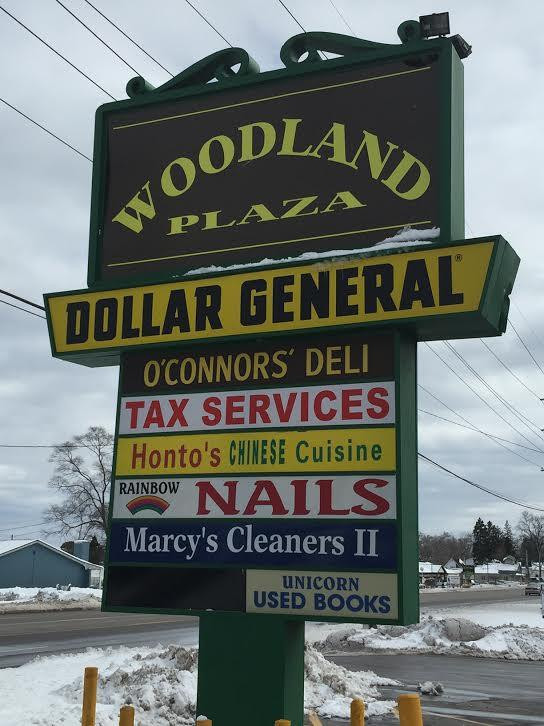 WOODLAND
PLAZA
DOLLAR GENERAL®
O'CONNORS' DELI
TAX SERVICES
Honto's CHINESE Cuisine
RAINBOW NAILS
Marcy's Cleaners II
UNICORN
USED BOOKS